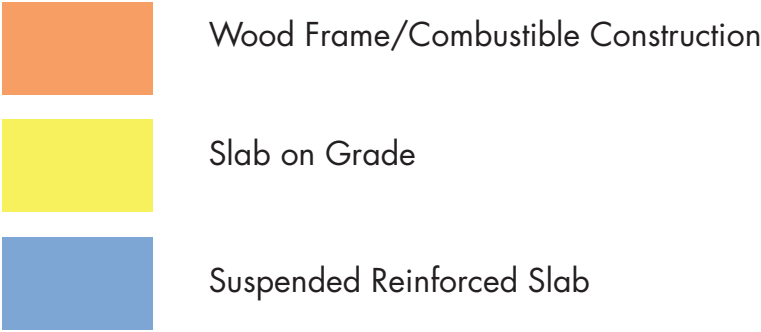 Wood Frame/Combustible Construction
Slab on Grade
Suspended Reinforced Slab